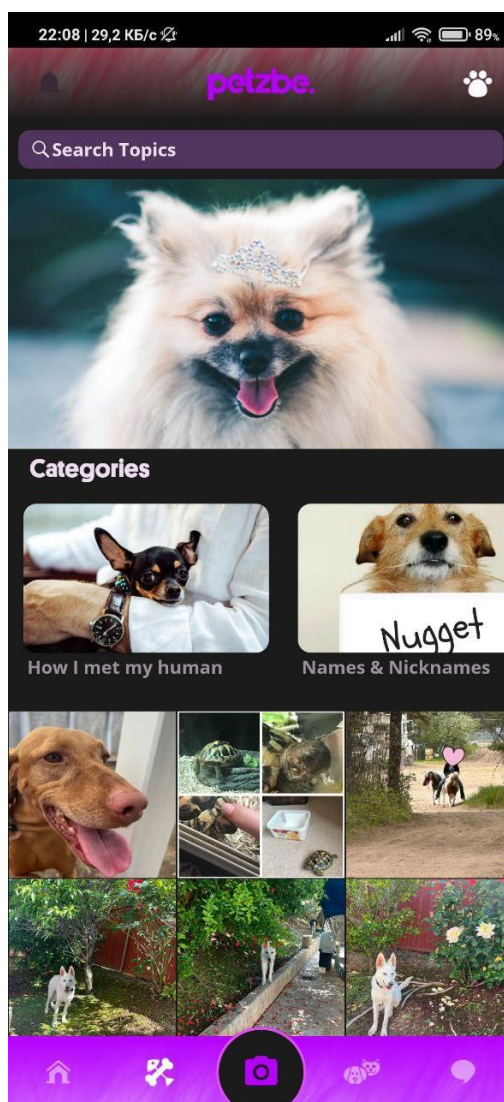 22:08 | 29,2 КБ/с
89%
petzbe.
Search Topics
Categories
Nugget
How I met my human
Names & Nicknames